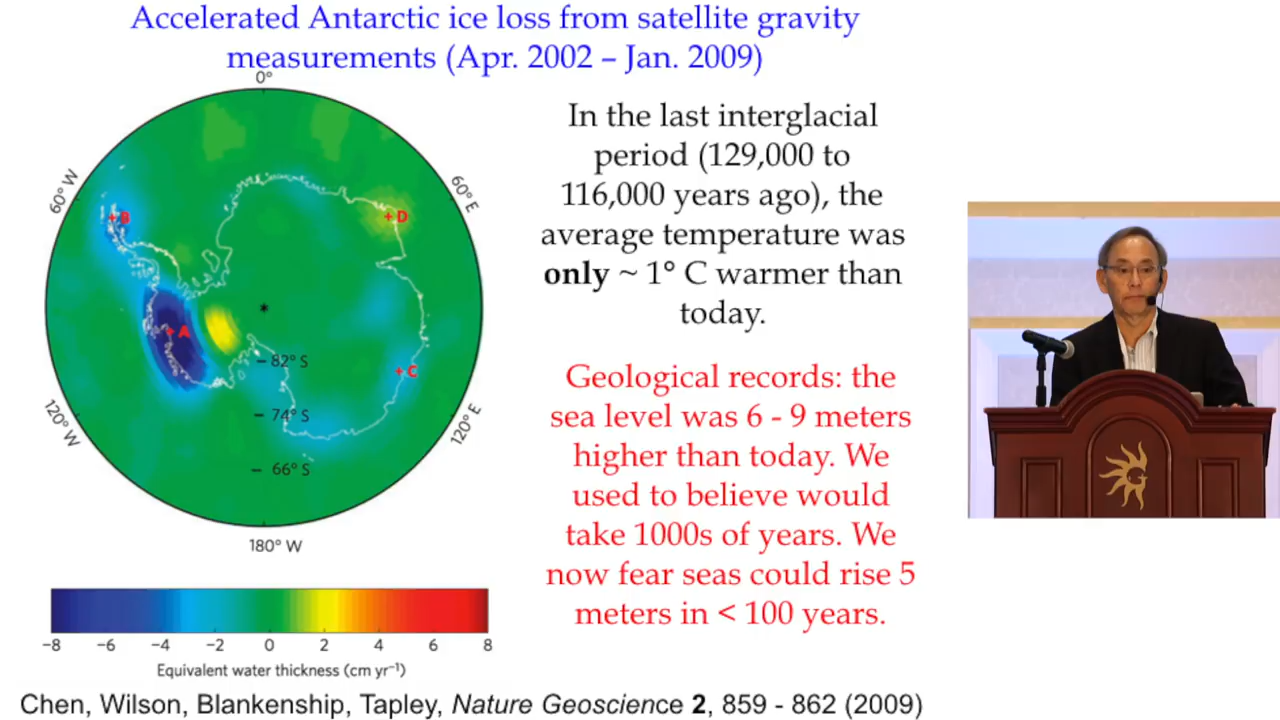 Accelerated Antarctic ice loss from satellite gravity
measurements (Apr. 2002 – Jan. 2009)
0°
60° W
60° E
+B
+D
+A
*
– 82° S
+C
– 74° S
– 66° S
120° W
120° E
180° W
−8 −6 −4 −2 0 2 4 6 8
Equivalent water thickness (cm yr⁻¹)
In the last interglacial
period (129,000 to
116,000 years ago), the
average temperature was
only ~ 1° C warmer than
today.
Geological records: the
sea level was 6 - 9 meters
higher than today. We
used to believe would
take 1000s of years. We
now fear seas could rise 5
meters in < 100 years.
Chen, Wilson, Blankenship, Tapley, Nature Geoscience 2, 859 - 862 (2009)